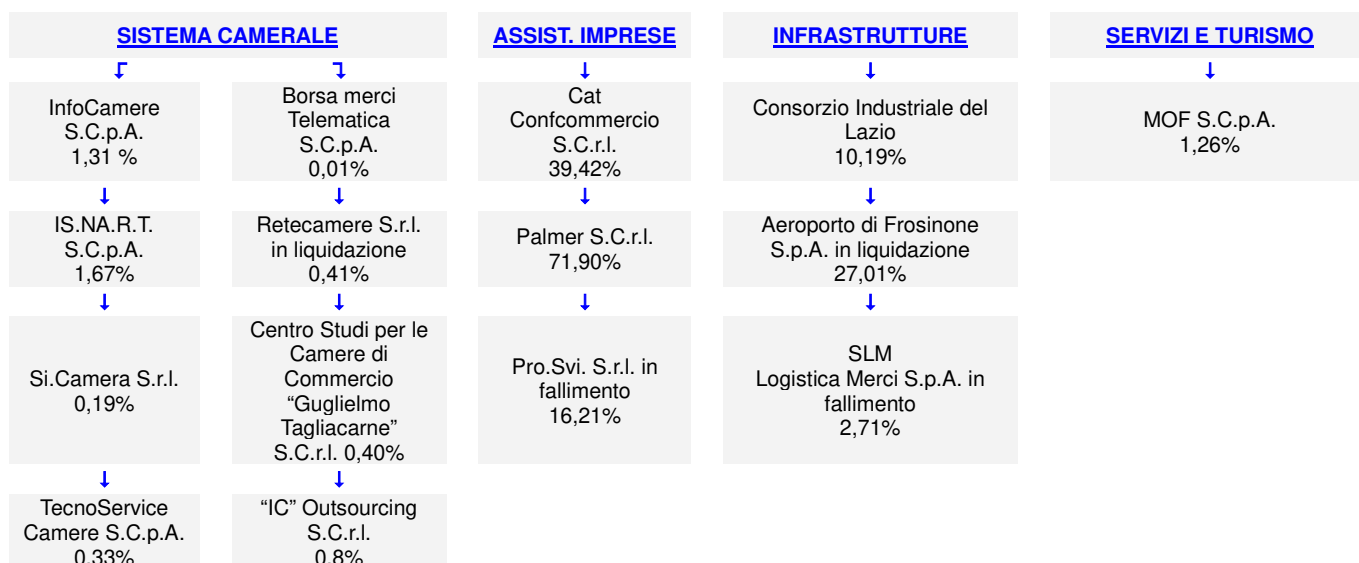 SISTEMA CAMERALE
ASSIST. IMPRESE
INFRASTRUTTURE
SERVIZI E TURISMO
InfoCamere
S.C.p.A.
1,31 %
Borsa merci
Telematica
S.C.p.A.
0,01%
Cat
Confcommercio
S.C.r.l.
39,42%
Consorzio Industriale del
Lazio
10,19%
MOF S.C.p.A.
1,26%
IS.NA.R.T.
S.C.p.A.
1,67%
Retecamere S.r.l.
in liquidazione
0,41%
Palmer S.C.r.l.
71,90%
Aeroporto di Frosinone
S.p.A. in liquidazione
27,01%
Si.Camera S.r.l.
0,19%
Centro Studi per le
Camere di
Commercio
“Guglielmo
Tagliacarne”
S.C.r.l. 0,40%
Pro.Svi. S.r.l. in
fallimento
16,21%
SLM
Logistica Merci S.p.A. in
fallimento
2,71%
TecnoService
Camere S.C.p.A.
0,33%
“IC” Outsourcing
S.C.r.l.
0,8%